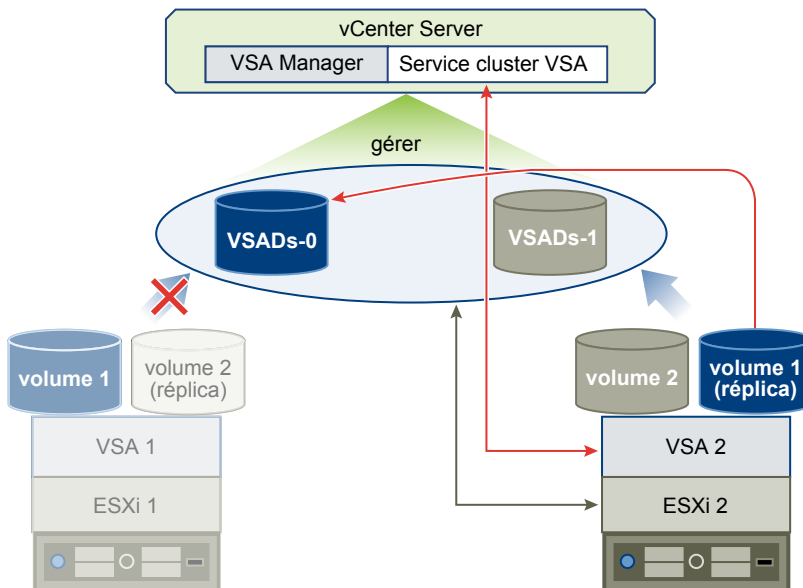 vCenter Server
VSA Manager
Service cluster VSA
gérer
VSADs-0
VSADs-1
volume 1
volume 2
(réplica)
volume 2
volume 1
(réplica)
VSA 1
VSA 2
ESXi 1
ESXi 2